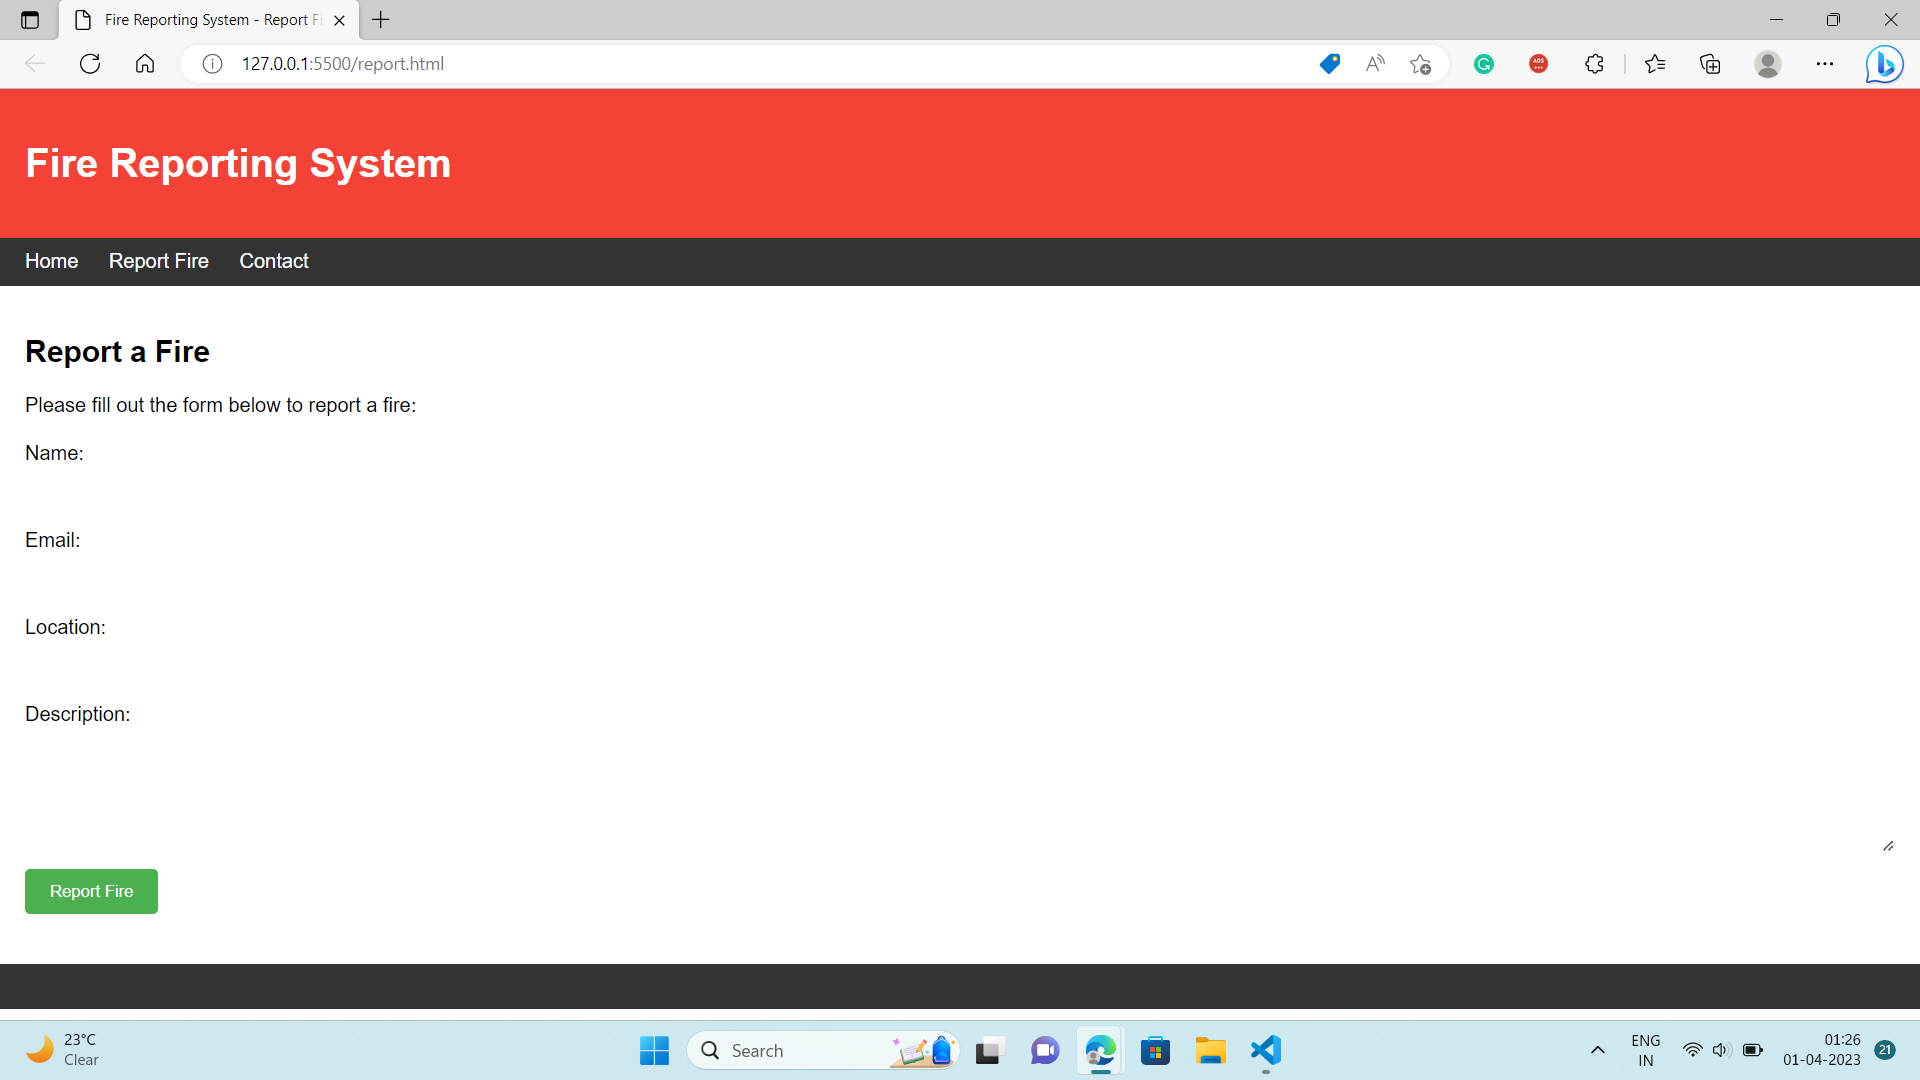 Fire Reporting System - Report F
127.0.0.1:5500/report.html
ADS
Fire Reporting System
Home Report Fire Contact
Report a Fire
Please fill out the form below to report a fire:
Name:
Email:
Location:
Description:
Report Fire
23°C
Clear
Search
ENG
IN
01:26
01-04-2023
21